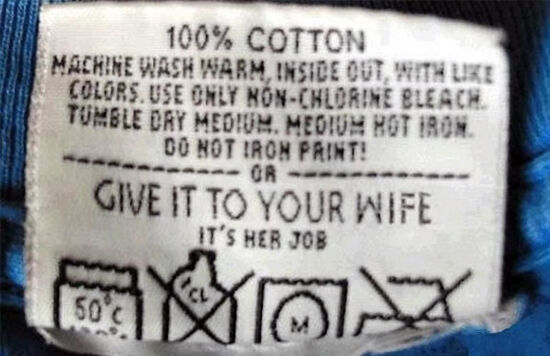 100% COTTON
MACHINE WASH WARM, INSIDE OUT, WITH LIKE
COLORS. USE ONLY NON-CHLORINE BLEACH.
TUMBLE DRY MEDIUM. MEDIUM HOT IRON.
DO NOT IRON PRINT!
OR
GIVE IT TO YOUR WIFE
IT'S HER JOB
50°C CL M